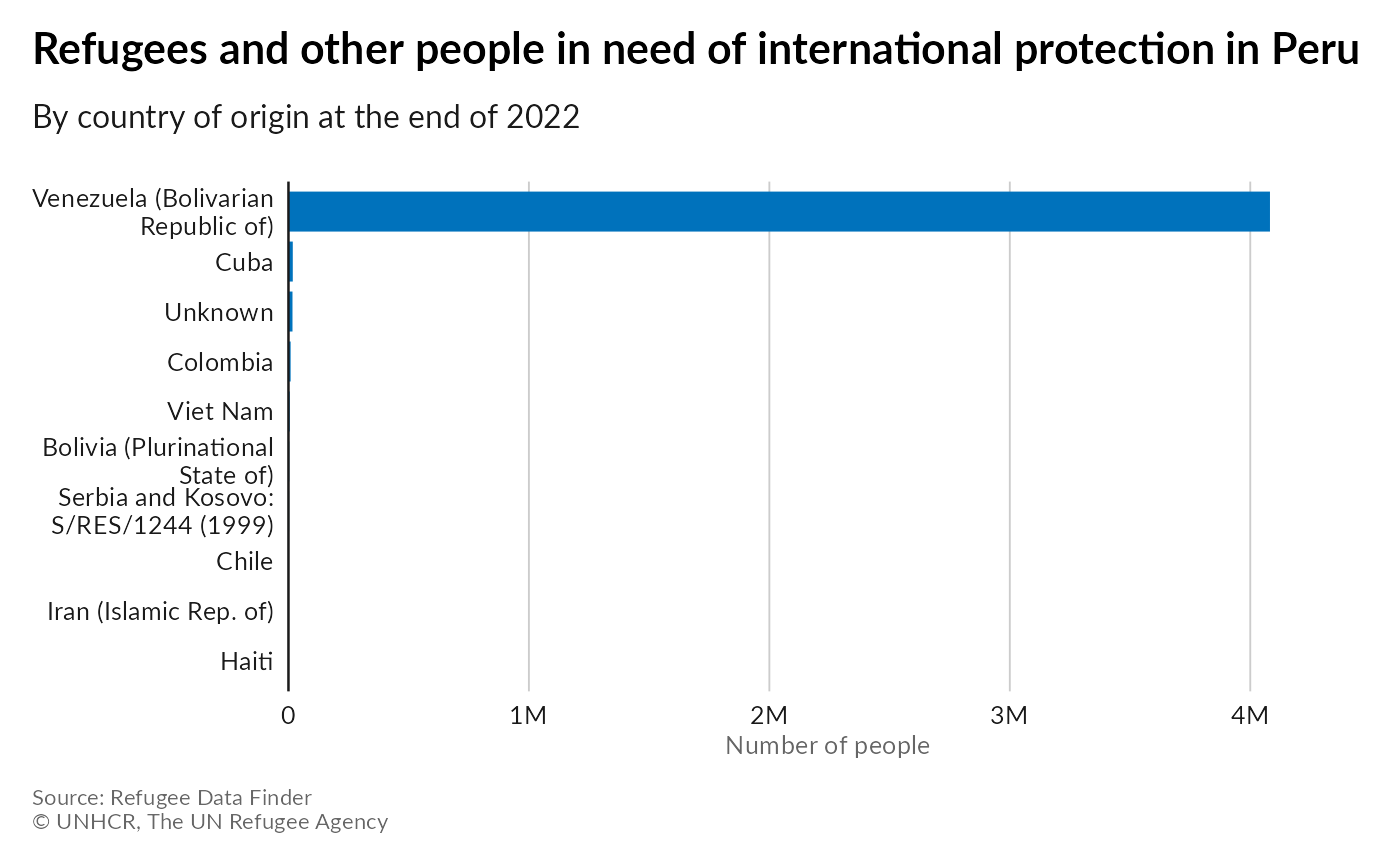 Refugees and other people in need of international protection in Peru
By country of origin at the end of 2022
Venezuela (Bolivarian
Republic of)
Cuba
Unknown
Colombia
Viet Nam
Bolivia (Plurinational
State of)
Serbia and Kosovo:
S/RES/1244 (1999)
Chile
Iran (Islamic Rep. of)
Haiti
0 1M 2M 3M 4M
Number of people
Source: Refugee Data Finder
© UNHCR, The UN Refugee Agency